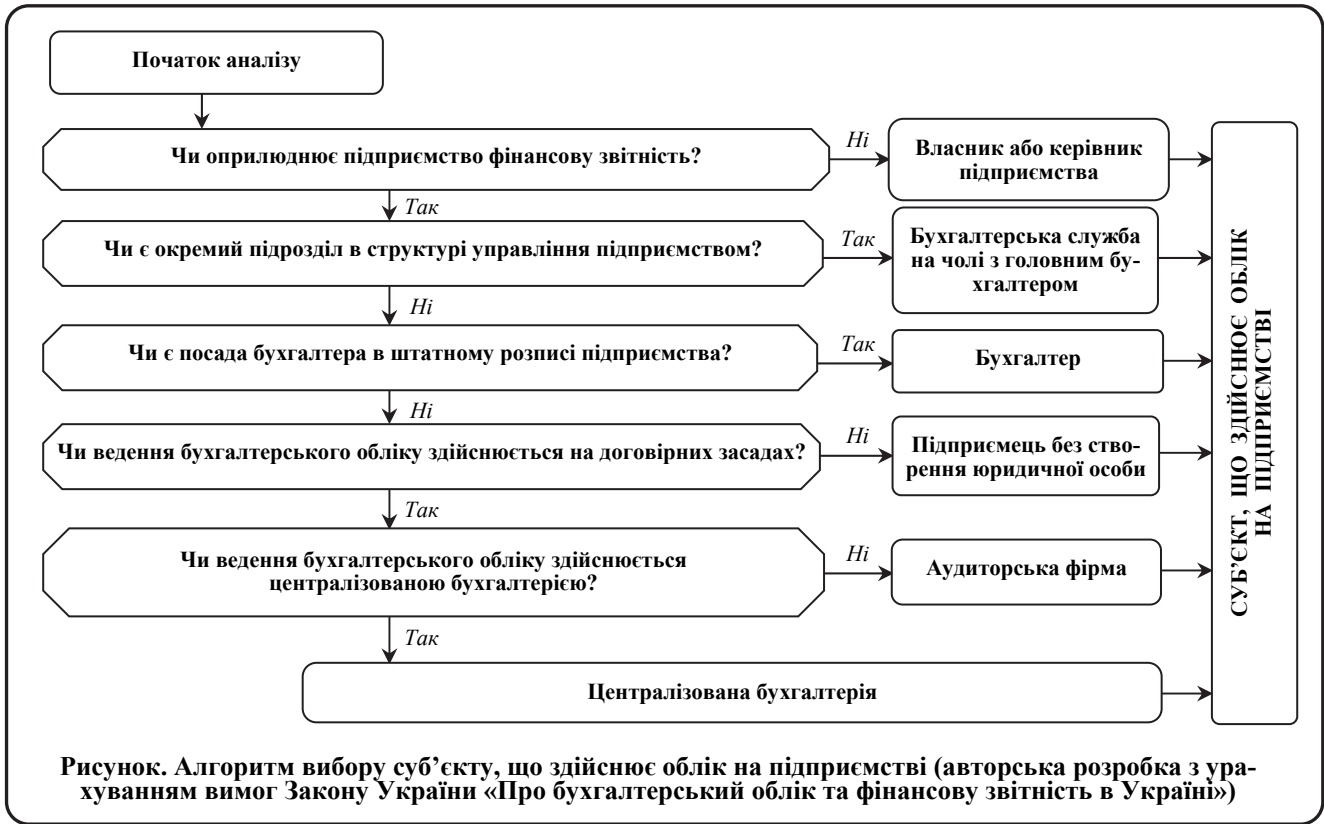 Початок аналізу
Чи оприлюднює підприємство фінансову звітність?
Ні
Власник або керівник
підприємства
Так
Чи є окремий підрозділ в структурі управління підприємством?
Так
Бухгалтерська служба
на чолі з головним бу-
хгалтером
Ні
Чи є посада бухгалтера в штатному розписі підприємства?
Так
Бухгалтер
Ні
Чи ведення бухгалтерського обліку здійснюється на договірних засадах?
Ні
Підприємець без ство-
рення юридичної особи
Так
Чи ведення бухгалтерського обліку здійснюється
централізованою бухгалтерією?
Ні
Аудиторська фірма
Так
Централізована бухгалтерія
СУБ’ЄКТ, ЩО ЗДІЙСНЮЄ ОБЛІК
НА ПІДПРИЄМСТВІ
Рисунок. Алгоритм вибору суб’єкту, що здійснює облік на підприємстві (авторська розробка з ура-
хуванням вимог Закону України «Про бухгалтерський облік та фінансову звітність в Україні»)